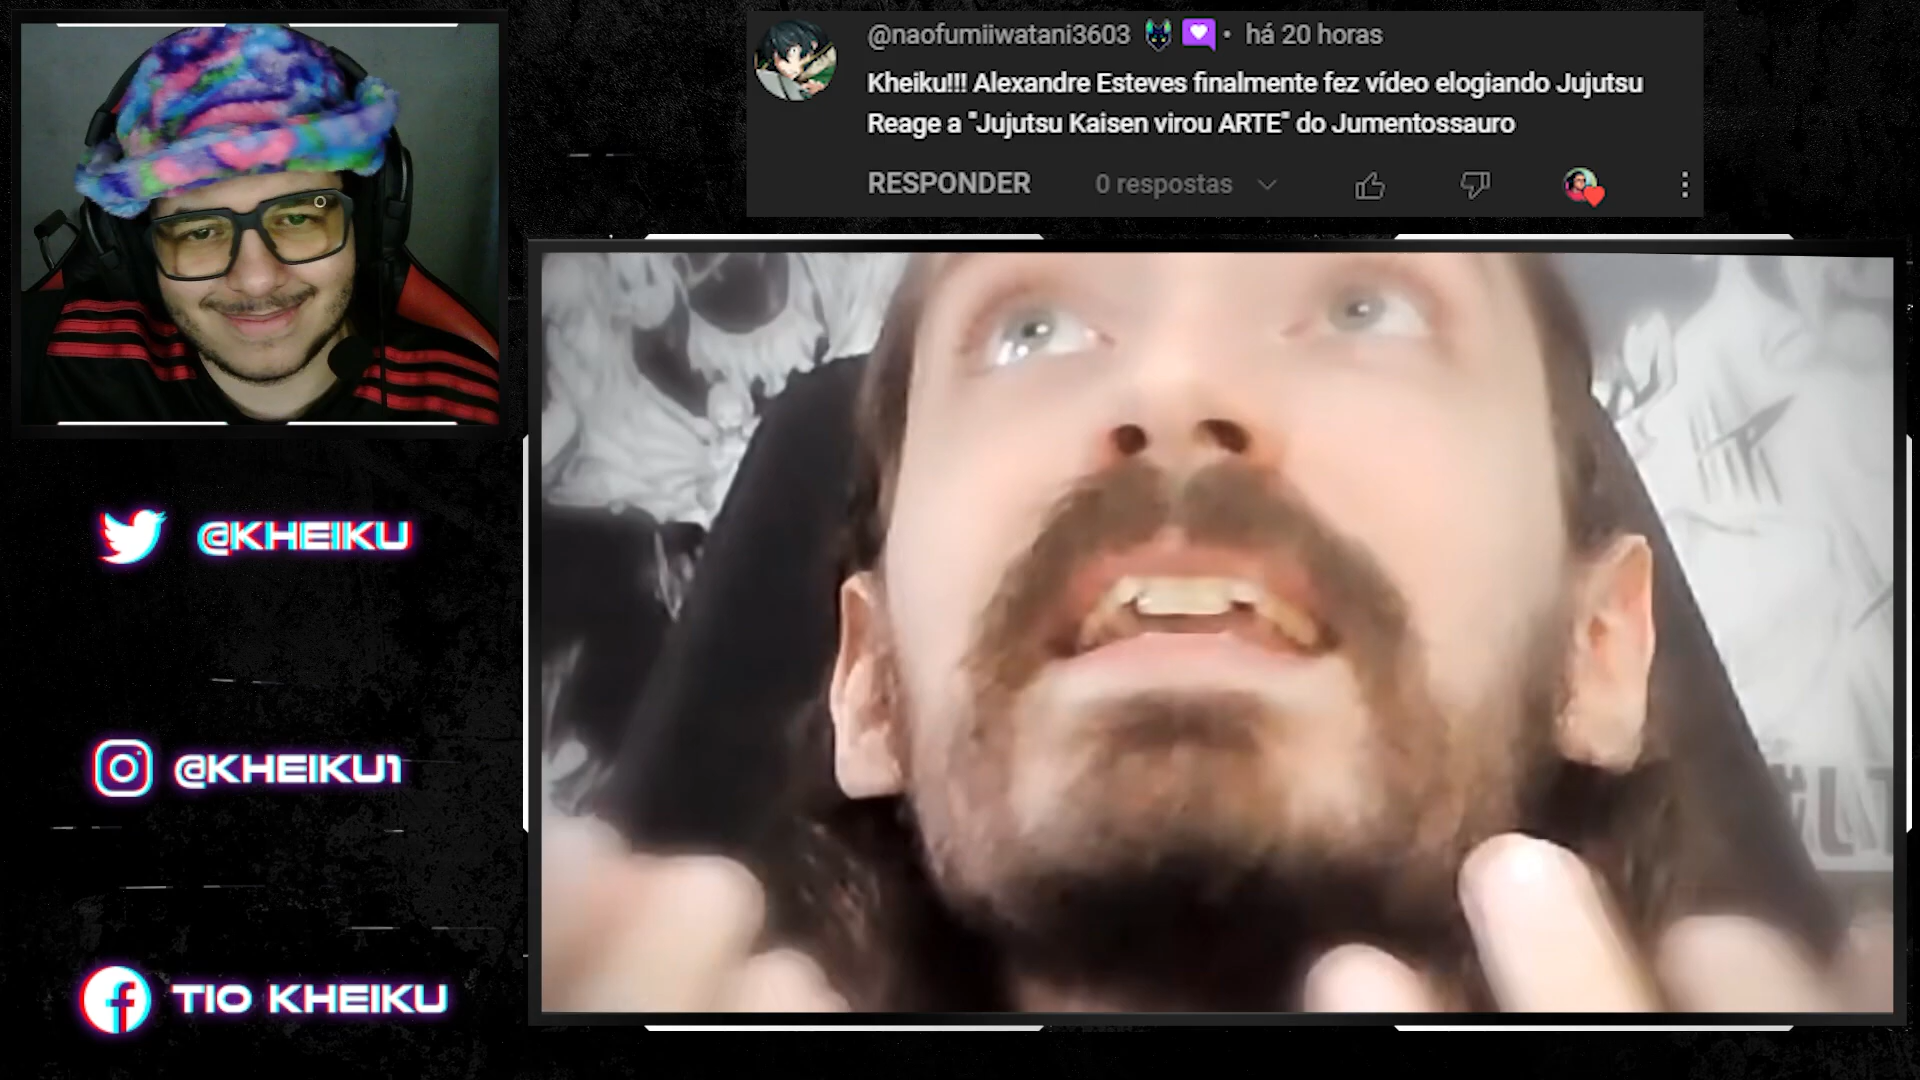 @naofumiiwatani3603 • há 20 horas
Kheiku!!! Alexandre Esteves finalmente fez vídeo elogiando Jujutsu
Reage a "Jujutsu Kaisen virou ARTE" do Jumentossauro
RESPONDER 0 respostas
@KHEIKU
@KHEIKU1
TIO KHEIKU